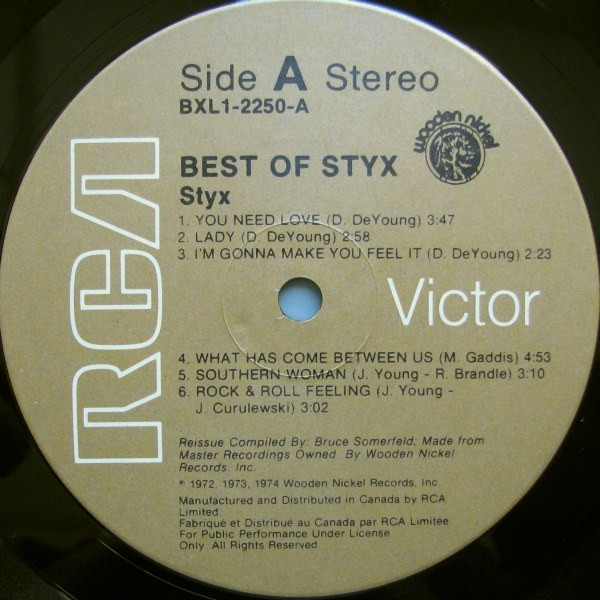 Side A Stereo
BXL1-2250-A
wooden nickel
BEST OF STYX
Styx
1. YOU NEED LOVE (D. DeYoung) 3:47
2. LADY (D. DeYoung) 2:58
3. I'M GONNA MAKE YOU FEEL IT (D. DeYoung) 2:23
RCA
Victor
4. WHAT HAS COME BETWEEN US (M. Gaddis) 4:53
5. SOUTHERN WOMAN (J. Young - R. Brandle) 3:10
6. ROCK & ROLL FEELING (J. Young -
J. Curulewski) 3:02
Reissue Compiled By: Bruce Somerfeld; Made from
Master Recordings Owned By Wooden Nickel
Records, Inc.
℗ 1972, 1973, 1974 Wooden Nickel Records, Inc.
Manufactured and Distributed in Canada by RCA
Limited.
Fabriqué et Distribué au Canada par RCA Limitée
For Public Performance Under License
Only. All Rights Reserved.